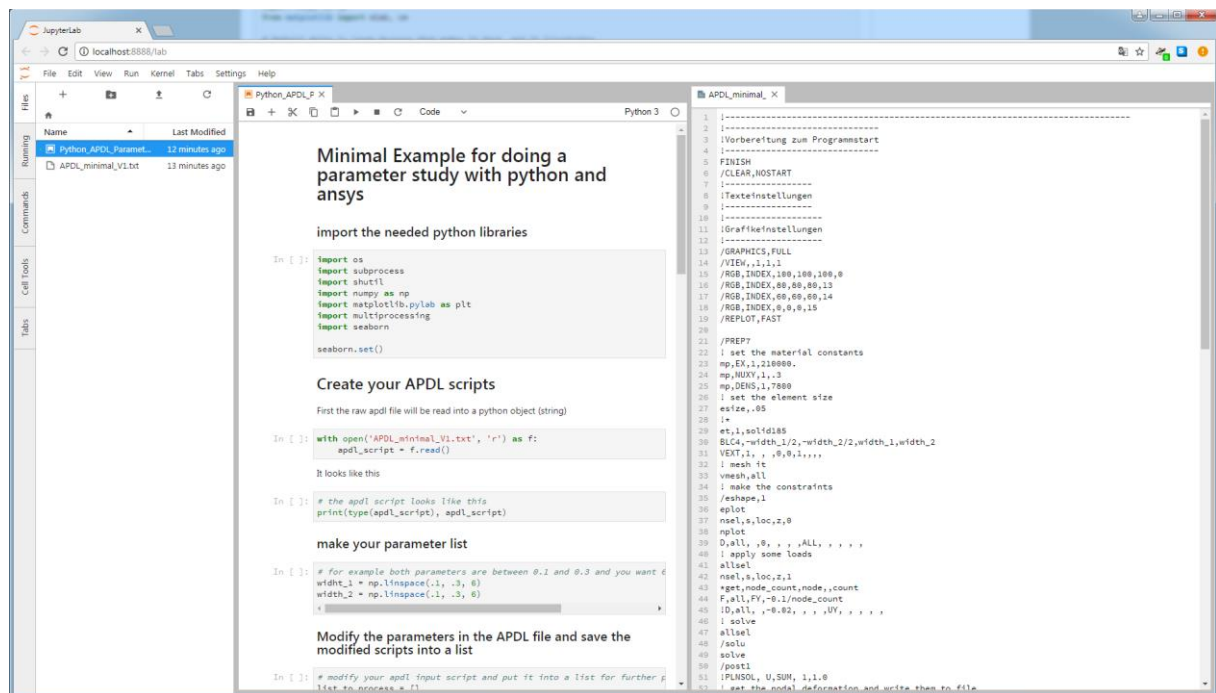 from matplotlib import
JupyterLab
localhost:8888/lab
File Edit View Run Kernel Tabs Settings Help
Files
Running
Commands
Cell Tools
Tabs
Name Last Modified
Python_APDL_Paramet... 12 minutes ago
APDL_minimal_V1.txt 13 minutes ago
Python_APDL_P
Code Python 3
Minimal Example for doing a
parameter study with python and
ansys
import the needed python libraries
In [ ]: import os
import subprocess
import shutil
import numpy as np
import matplotlib.pylab as plt
import multiprocessing
import seaborn
seaborn.set()
Create your APDL scripts
First the raw apdl file will be read into a python object (string)
In [ ]: with open('APDL_minimal_V1.txt', 'r') as f:
apdl_script = f.read()
It looks like this
In [ ]: # the apdl script looks like this
print(type(apdl_script), apdl_script)
make your parameter list
In [ ]: # for example both parameters are between 0.1 and 0.3 and you want 6
widht_1 = np.linspace(.1, .3, 6)
width_2 = np.linspace(.1, .3, 6)
Modify the parameters in the APDL file and save the
modified scripts into a list
In [ ]: # modify your apdl input script and put it into a list for further p
list_to_process = []
APDL_minimal_
1 !--------------------------------------------------------------------------------
2 !------------------------------
3 !Vorbereitung zum Programmstart
4 !------------------------------
5 FINISH
6 /CLEAR,NOSTART
7 !-----------------
8 !Texteinstellungen
9 !-----------------
10 !-------------------
11 !Grafikeinstellungen
12 !-------------------
13 /GRAPHICS,FULL
14 /VIEW,,1,1,1
15 /RGB,INDEX,100,100,100,0
16 /RGB,INDEX,80,80,80,13
17 /RGB,INDEX,60,60,60,14
18 /RGB,INDEX,0,0,0,15
19 /REPLOT,FAST
20
21 /PREP7
22 ! set the material constants
23 mp,EX,1,210000.
24 mp,NUXY,1,.3
25 mp,DENS,1,7800
26 ! set the element size
27 esize,.05
28 !*
29 et,1,solid185
30 BLC4,-width_1/2,-width_2/2,width_1,width_2
31 VEXT,1, , ,0,0,1,,,,
32 ! mesh it
33 vmesh,all
34 ! make the constraints
35 /eshape,1
36 eplot
37 nsel,s,loc,z,0
38 nplot
39 D,all, ,0, , , ,ALL, , , , ,
40 ! apply some loads
41 allsel
42 nsel,s,loc,z,1
43 *get,node_count,node,,count
44 F,all,FY,-0.1/node_count
45 !D,all, ,-0.02, , , ,UY, , , , ,
46 ! solve
47 allsel
48 /solu
49 solve
50 /post1
51 !PLNSOL, U,SUM, 1,1.0
52 ! get the nodal deformation and write them to file